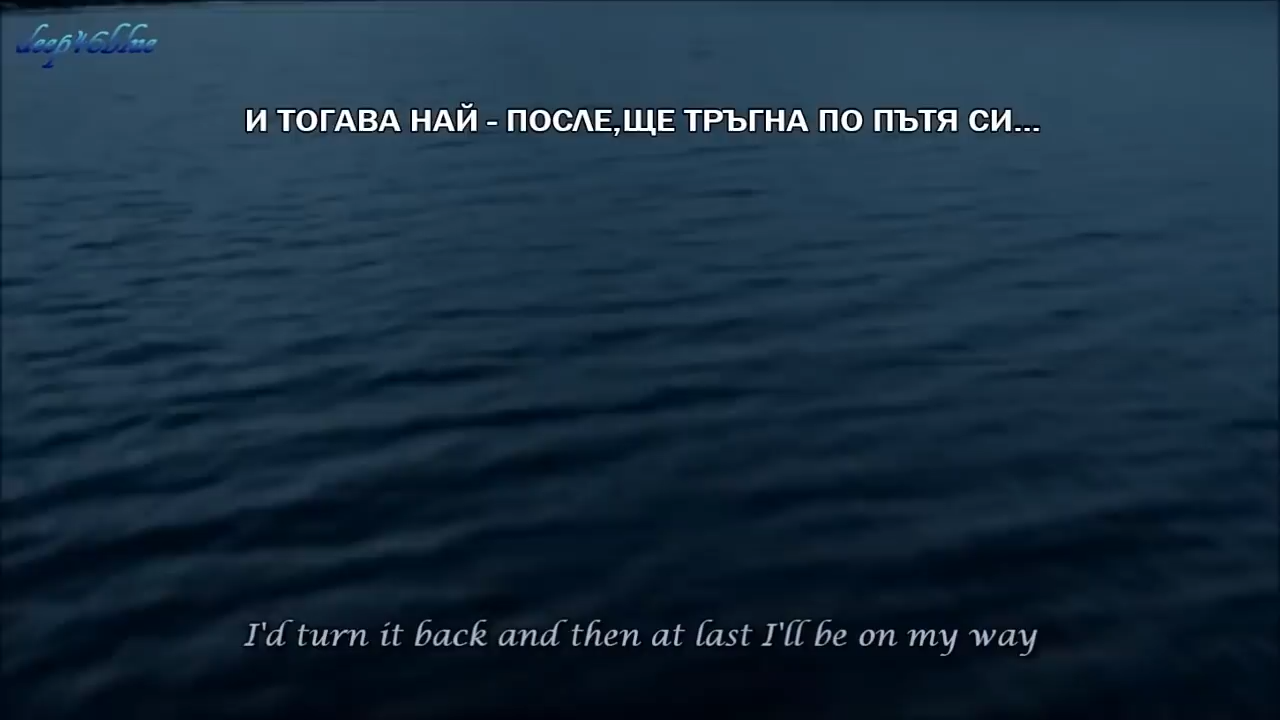 deep46blue
И ТОГАВА НАЙ - ПОСЛЕ,ЩЕ ТРЪГНА ПО ПЪТЯ СИ...
I'd turn it back and then at last I'll be on my way